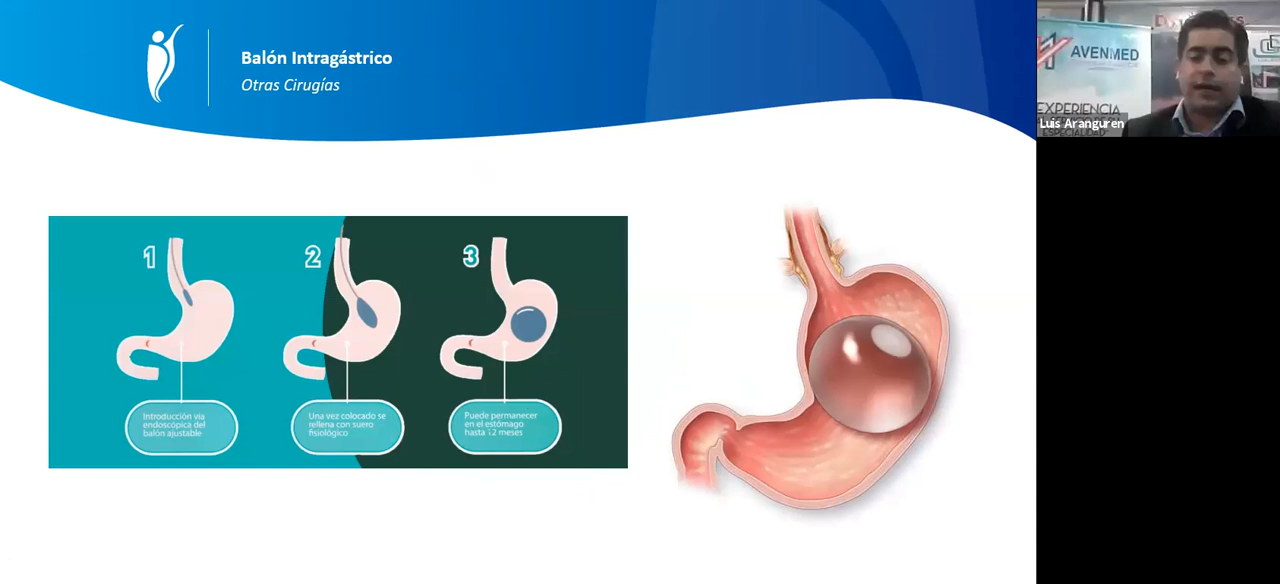 Balón Intragástrico
Otras Cirugías
1
2
3
Introducción vía
endoscópica del
balón ajustable
Una vez colocado se
rellena con suero
fisiológico
Puede permanecer
en el estómago
hasta 12 meses
AVENMED
EXPERIENCIA
ESPECIALIDAD
Luis Aranguren